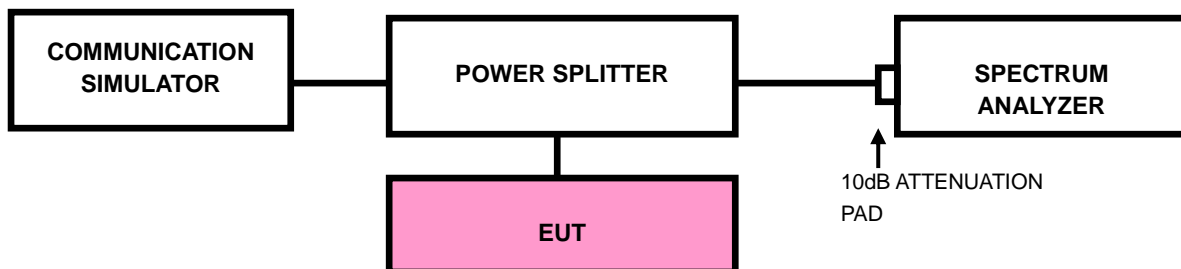 COMMUNICATION
SIMULATOR
POWER SPLITTER
SPECTRUM
ANALYZER
10dB ATTENUATION
PAD
EUT